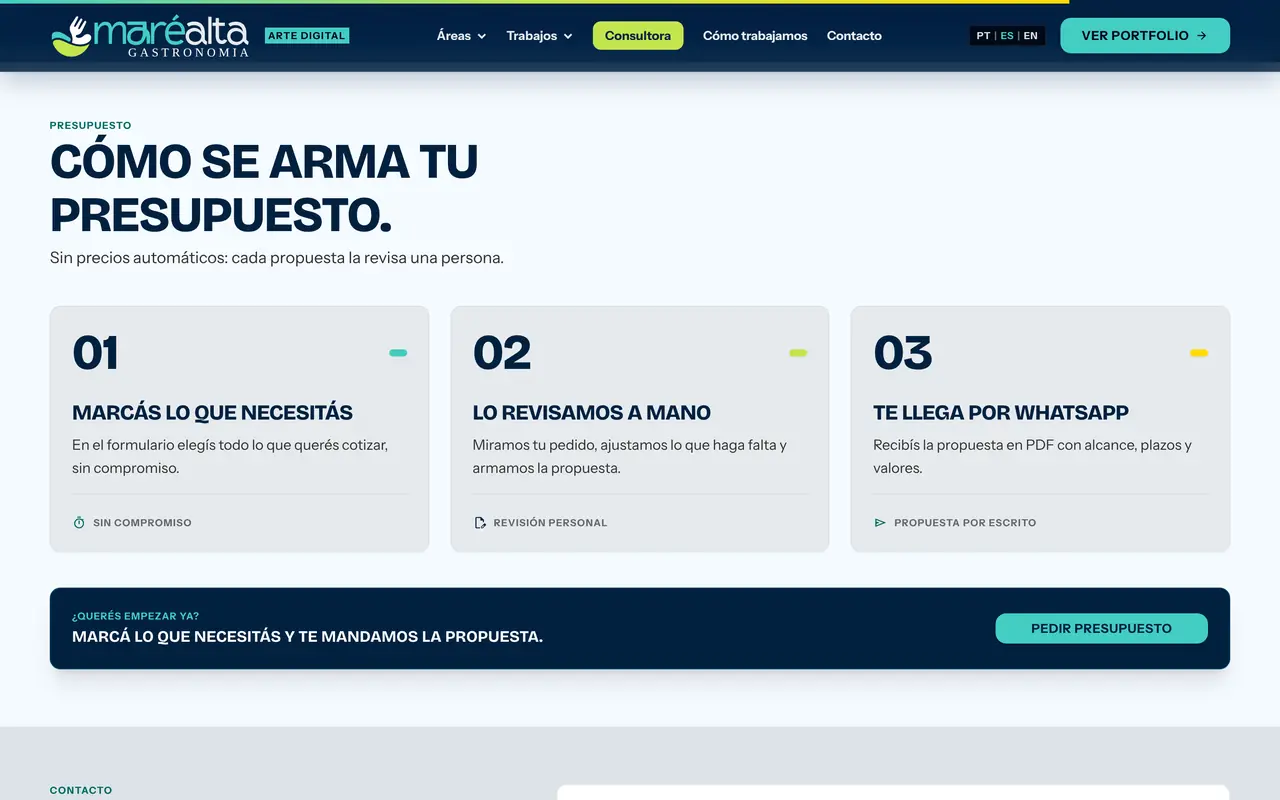 maréalta
GASTRONOMIA
ARTE DIGITAL
Áreas
Trabajos
Consultora
Cómo trabajamos
Contacto
PT | ES | EN
VER PORTFOLIO →
PRESUPUESTO
CÓMO SE ARMA TU
PRESUPUESTO.
Sin precios automáticos: cada propuesta la revisa una persona.
01
MARCÁS LO QUE NECESITÁS
En el formulario elegís todo lo que querés cotizar,
sin compromiso.
SIN COMPROMISO
02
LO REVISAMOS A MANO
Miramos tu pedido, ajustamos lo que haga falta y
armamos la propuesta.
REVISIÓN PERSONAL
03
TE LLEGA POR WHATSAPP
Recibís la propuesta en PDF con alcance, plazos y
valores.
PROPUESTA POR ESCRITO
¿QUERÉS EMPEZAR YA?
MARCÁ LO QUE NECESITÁS Y TE MANDAMOS LA PROPUESTA.
PEDIR PRESUPUESTO
CONTACTO